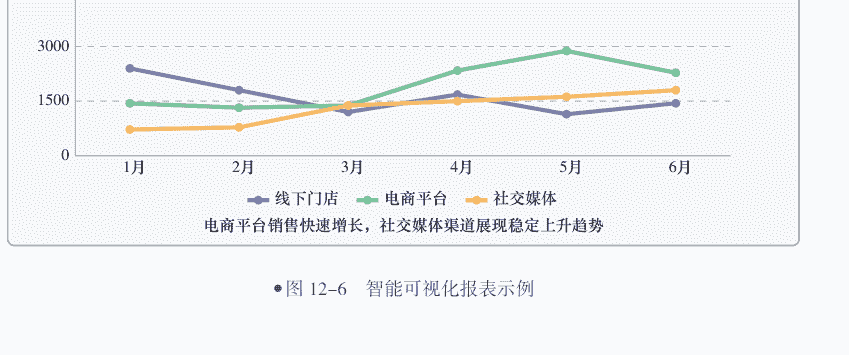 3000
1500
0
1月 2月 3月 4月 5月 6月
线下门店 电商平台 社交媒体
电商平台销售快速增长，社交媒体渠道展现稳定上升趋势
●图 12-6 智能可视化报表示例